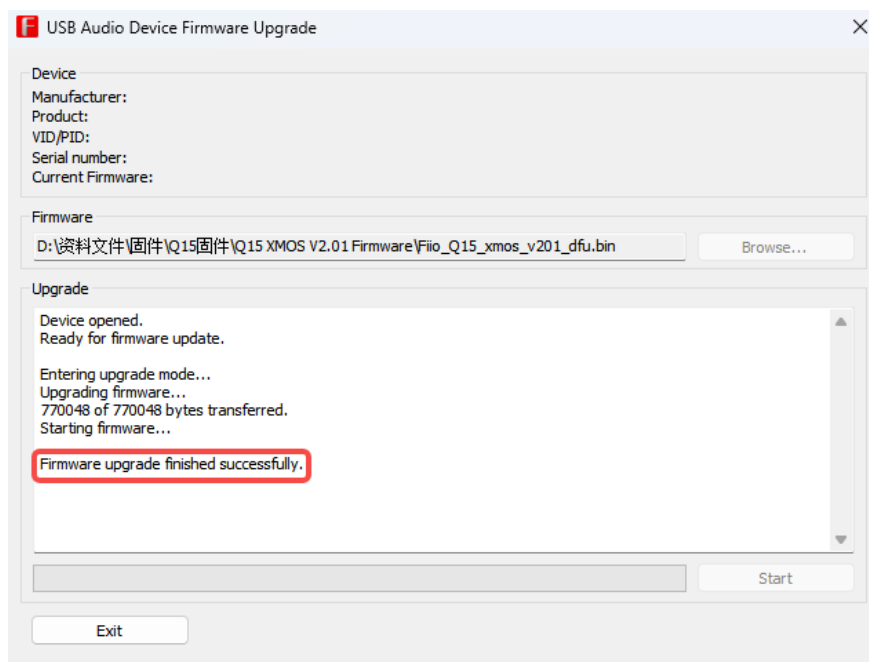 F USB Audio Device Firmware Upgrade
Device
Manufacturer:
Product:
VID/PID:
Serial number:
Current Firmware:
Firmware
D:\资料文件\固件\Q15固件\Q15 XMOS V2.01 Firmware\Fiio_Q15_xmos_v201_dfu.bin Browse...
Upgrade
Device opened.
Ready for firmware update.
Entering upgrade mode...
Upgrading firmware...
770048 of 770048 bytes transferred.
Starting firmware...
Firmware upgrade finished successfully.
Start
Exit